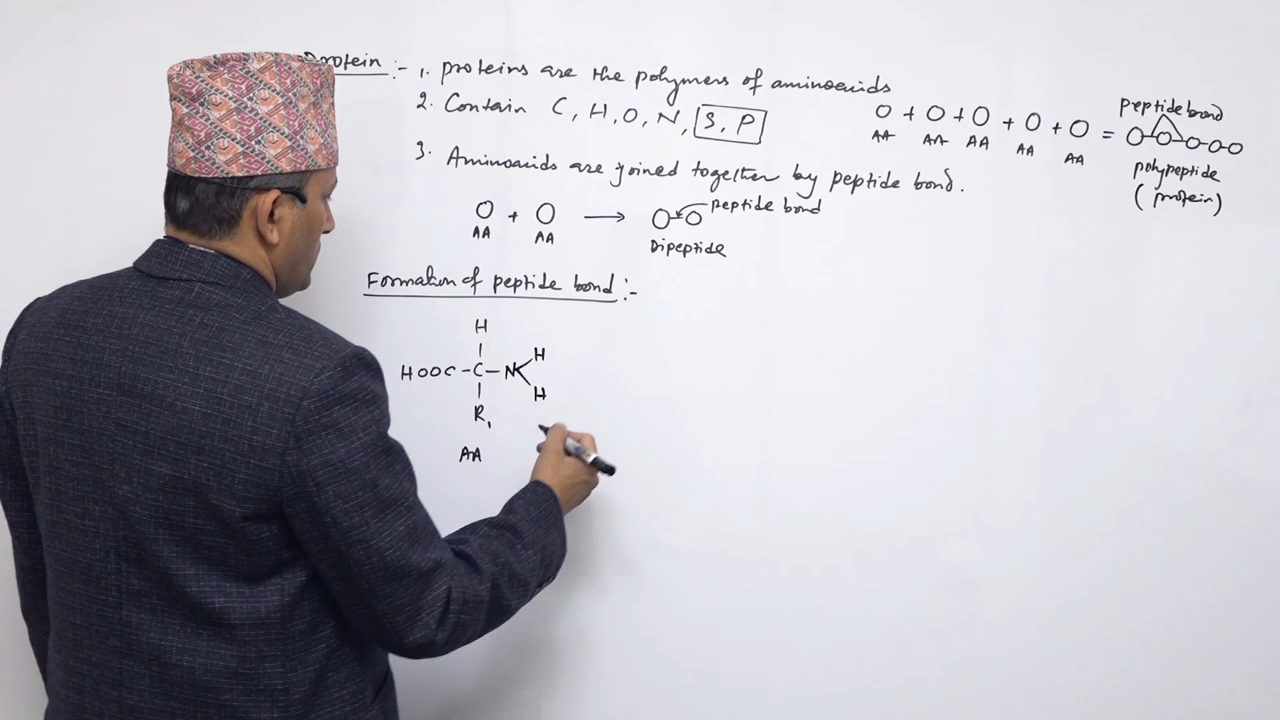 Protein :- 1. proteins are the polymers of aminoacids
2. Contain C, H, O, N, S, P
3. Aminoacids are joined together by peptide bond.
O + O + O + O + O = O-O-O-O-O
AA AA AA AA AA
peptide bond
polypeptide
(protein)
O + O → O-O peptide bond
AA AA Dipeptide
Formation of peptide bond :-
H
HOOC - C - N H
H
R1
AA